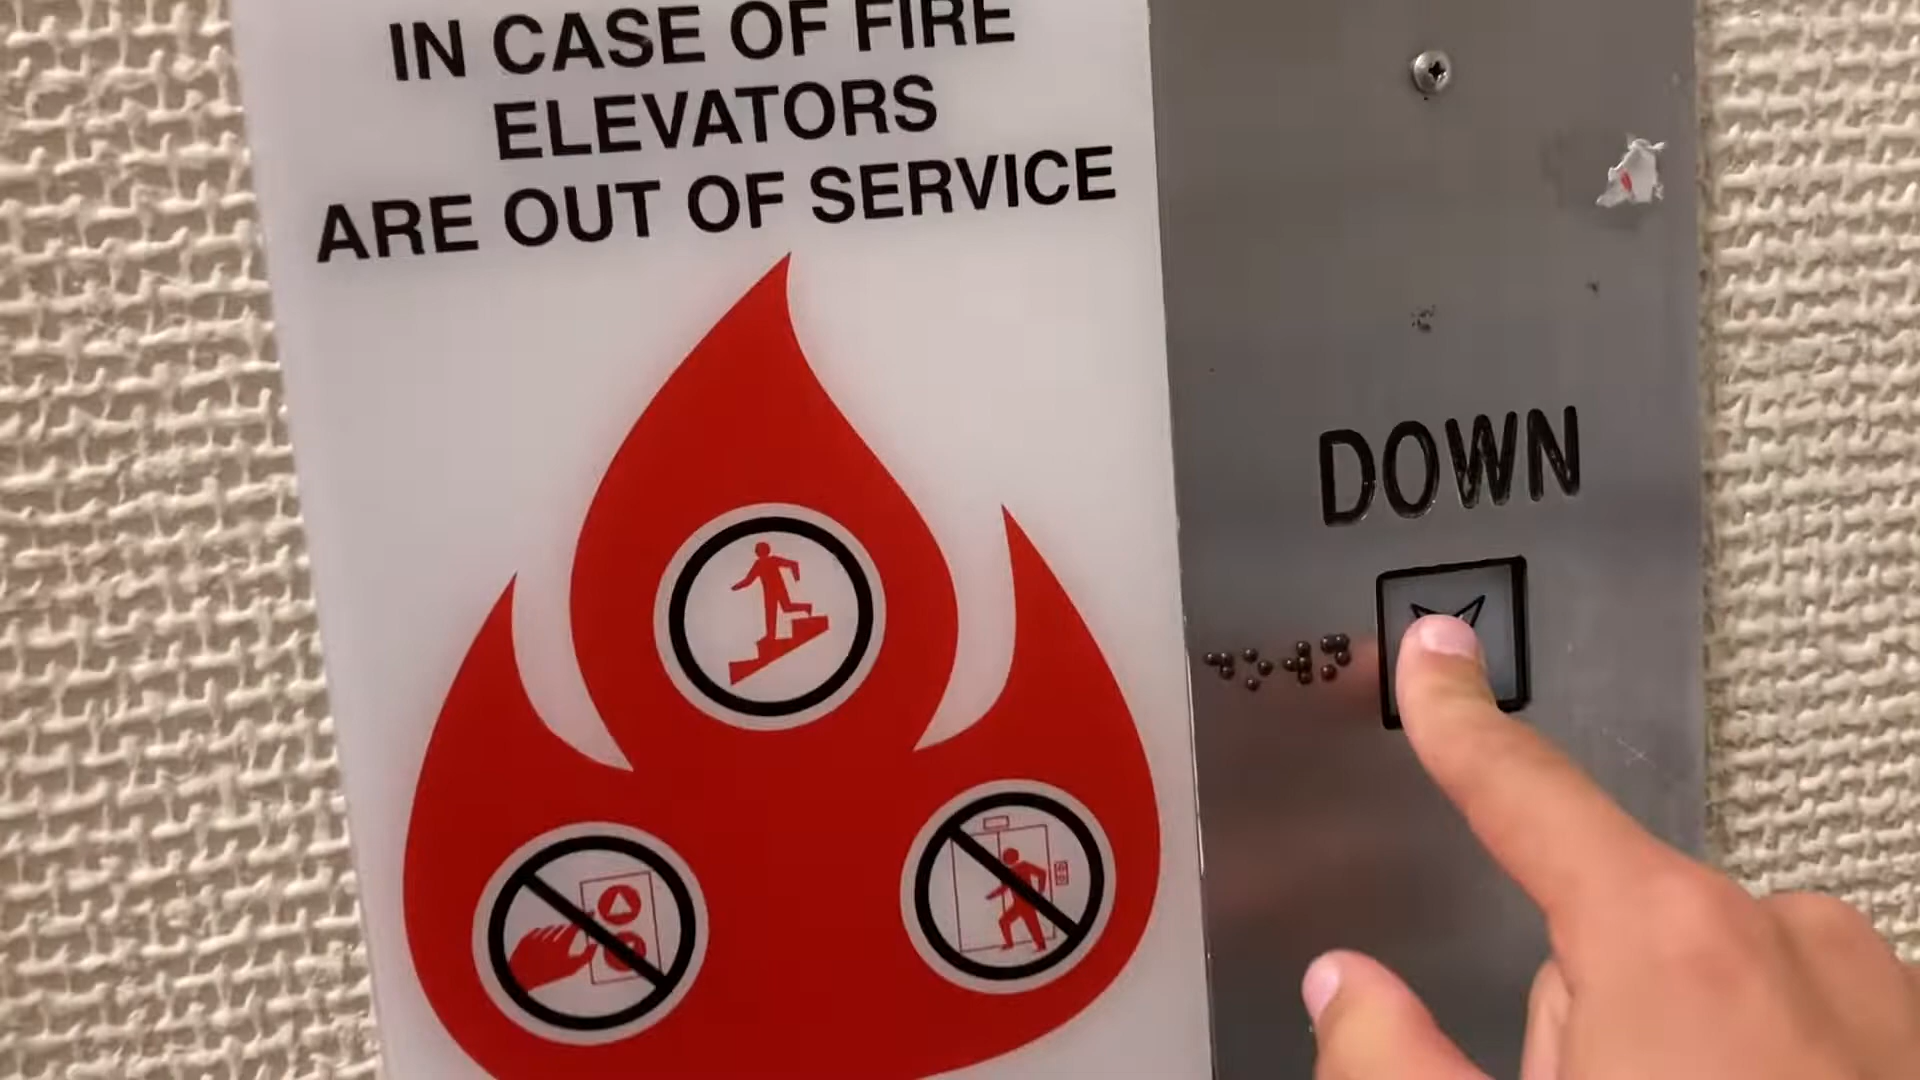 IN CASE OF FIRE
ELEVATORS
ARE OUT OF SERVICE
DOWN